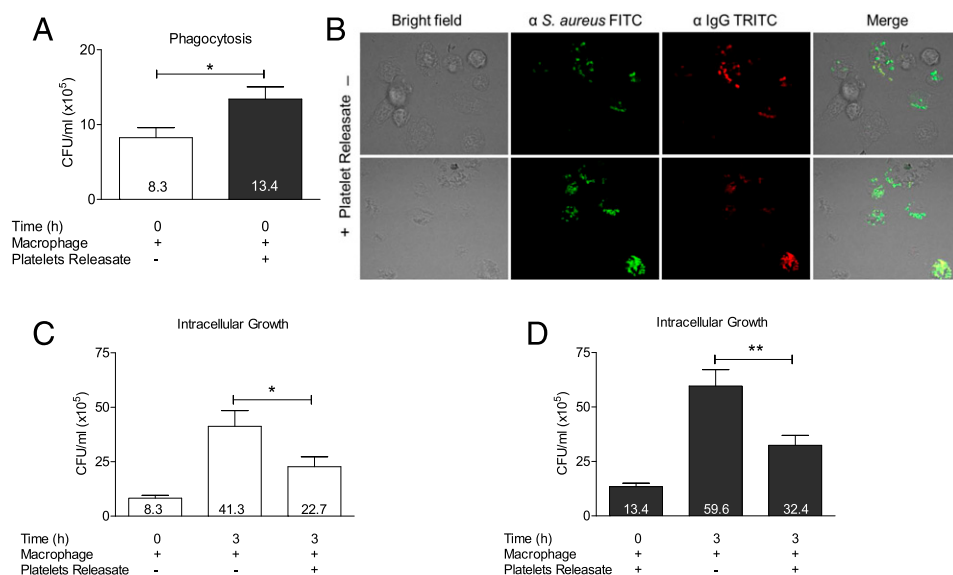 A
Phagocytosis
20
10
0
CFU/ml (x10⁵)
*
8.3
13.4
Time (h) 0 0
Macrophage + +
Platelets Releasate - +
B
Bright field α S. aureus FITC α IgG TRITC Merge
+ Platelet Releasate –
C
Intracellular Growth
75
50
25
0
CFU/ml (x10⁵)
*
8.3 41.3 22.7
Time (h) 0 3 3
Macrophage + + +
Platelets Releasate - - +
D
Intracellular Growth
75
50
25
0
CFU/ml (x10⁵)
**
13.4 59.6 32.4
Time (h) 0 3 3
Macrophage + + +
Platelets Releasate + - +